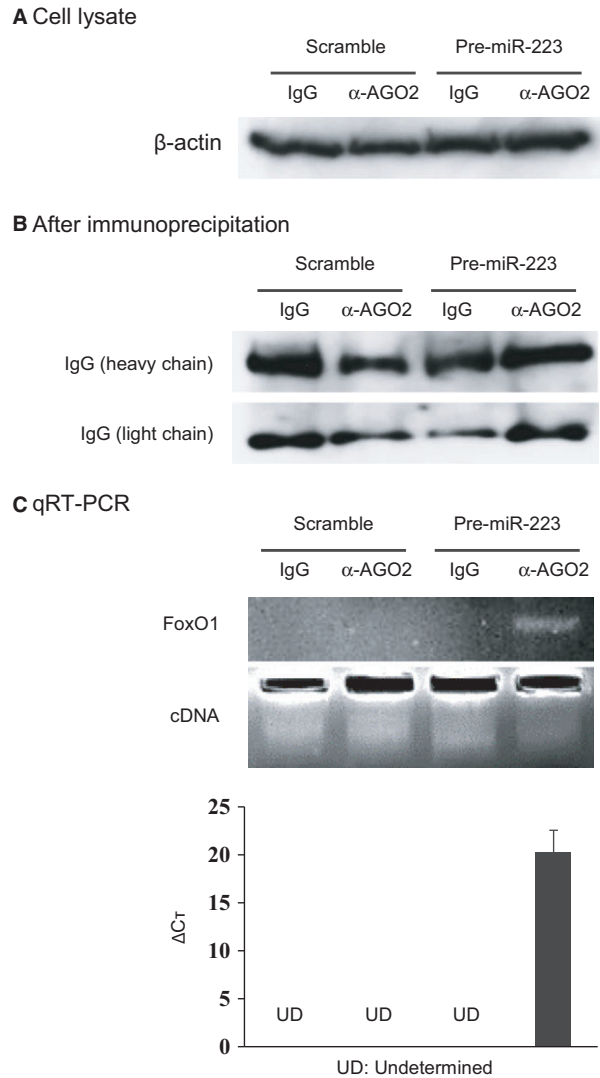 A Cell lysate
Scramble Pre-miR-223
IgG α-AGO2 IgG α-AGO2
β-actin
B After immunoprecipitation
Scramble Pre-miR-223
IgG α-AGO2 IgG α-AGO2
IgG (heavy chain)
IgG (light chain)
C qRT-PCR
Scramble Pre-miR-223
IgG α-AGO2 IgG α-AGO2
FoxO1
cDNA
25
20
15
10
5
0
ΔCT
UD UD UD
UD: Undetermined